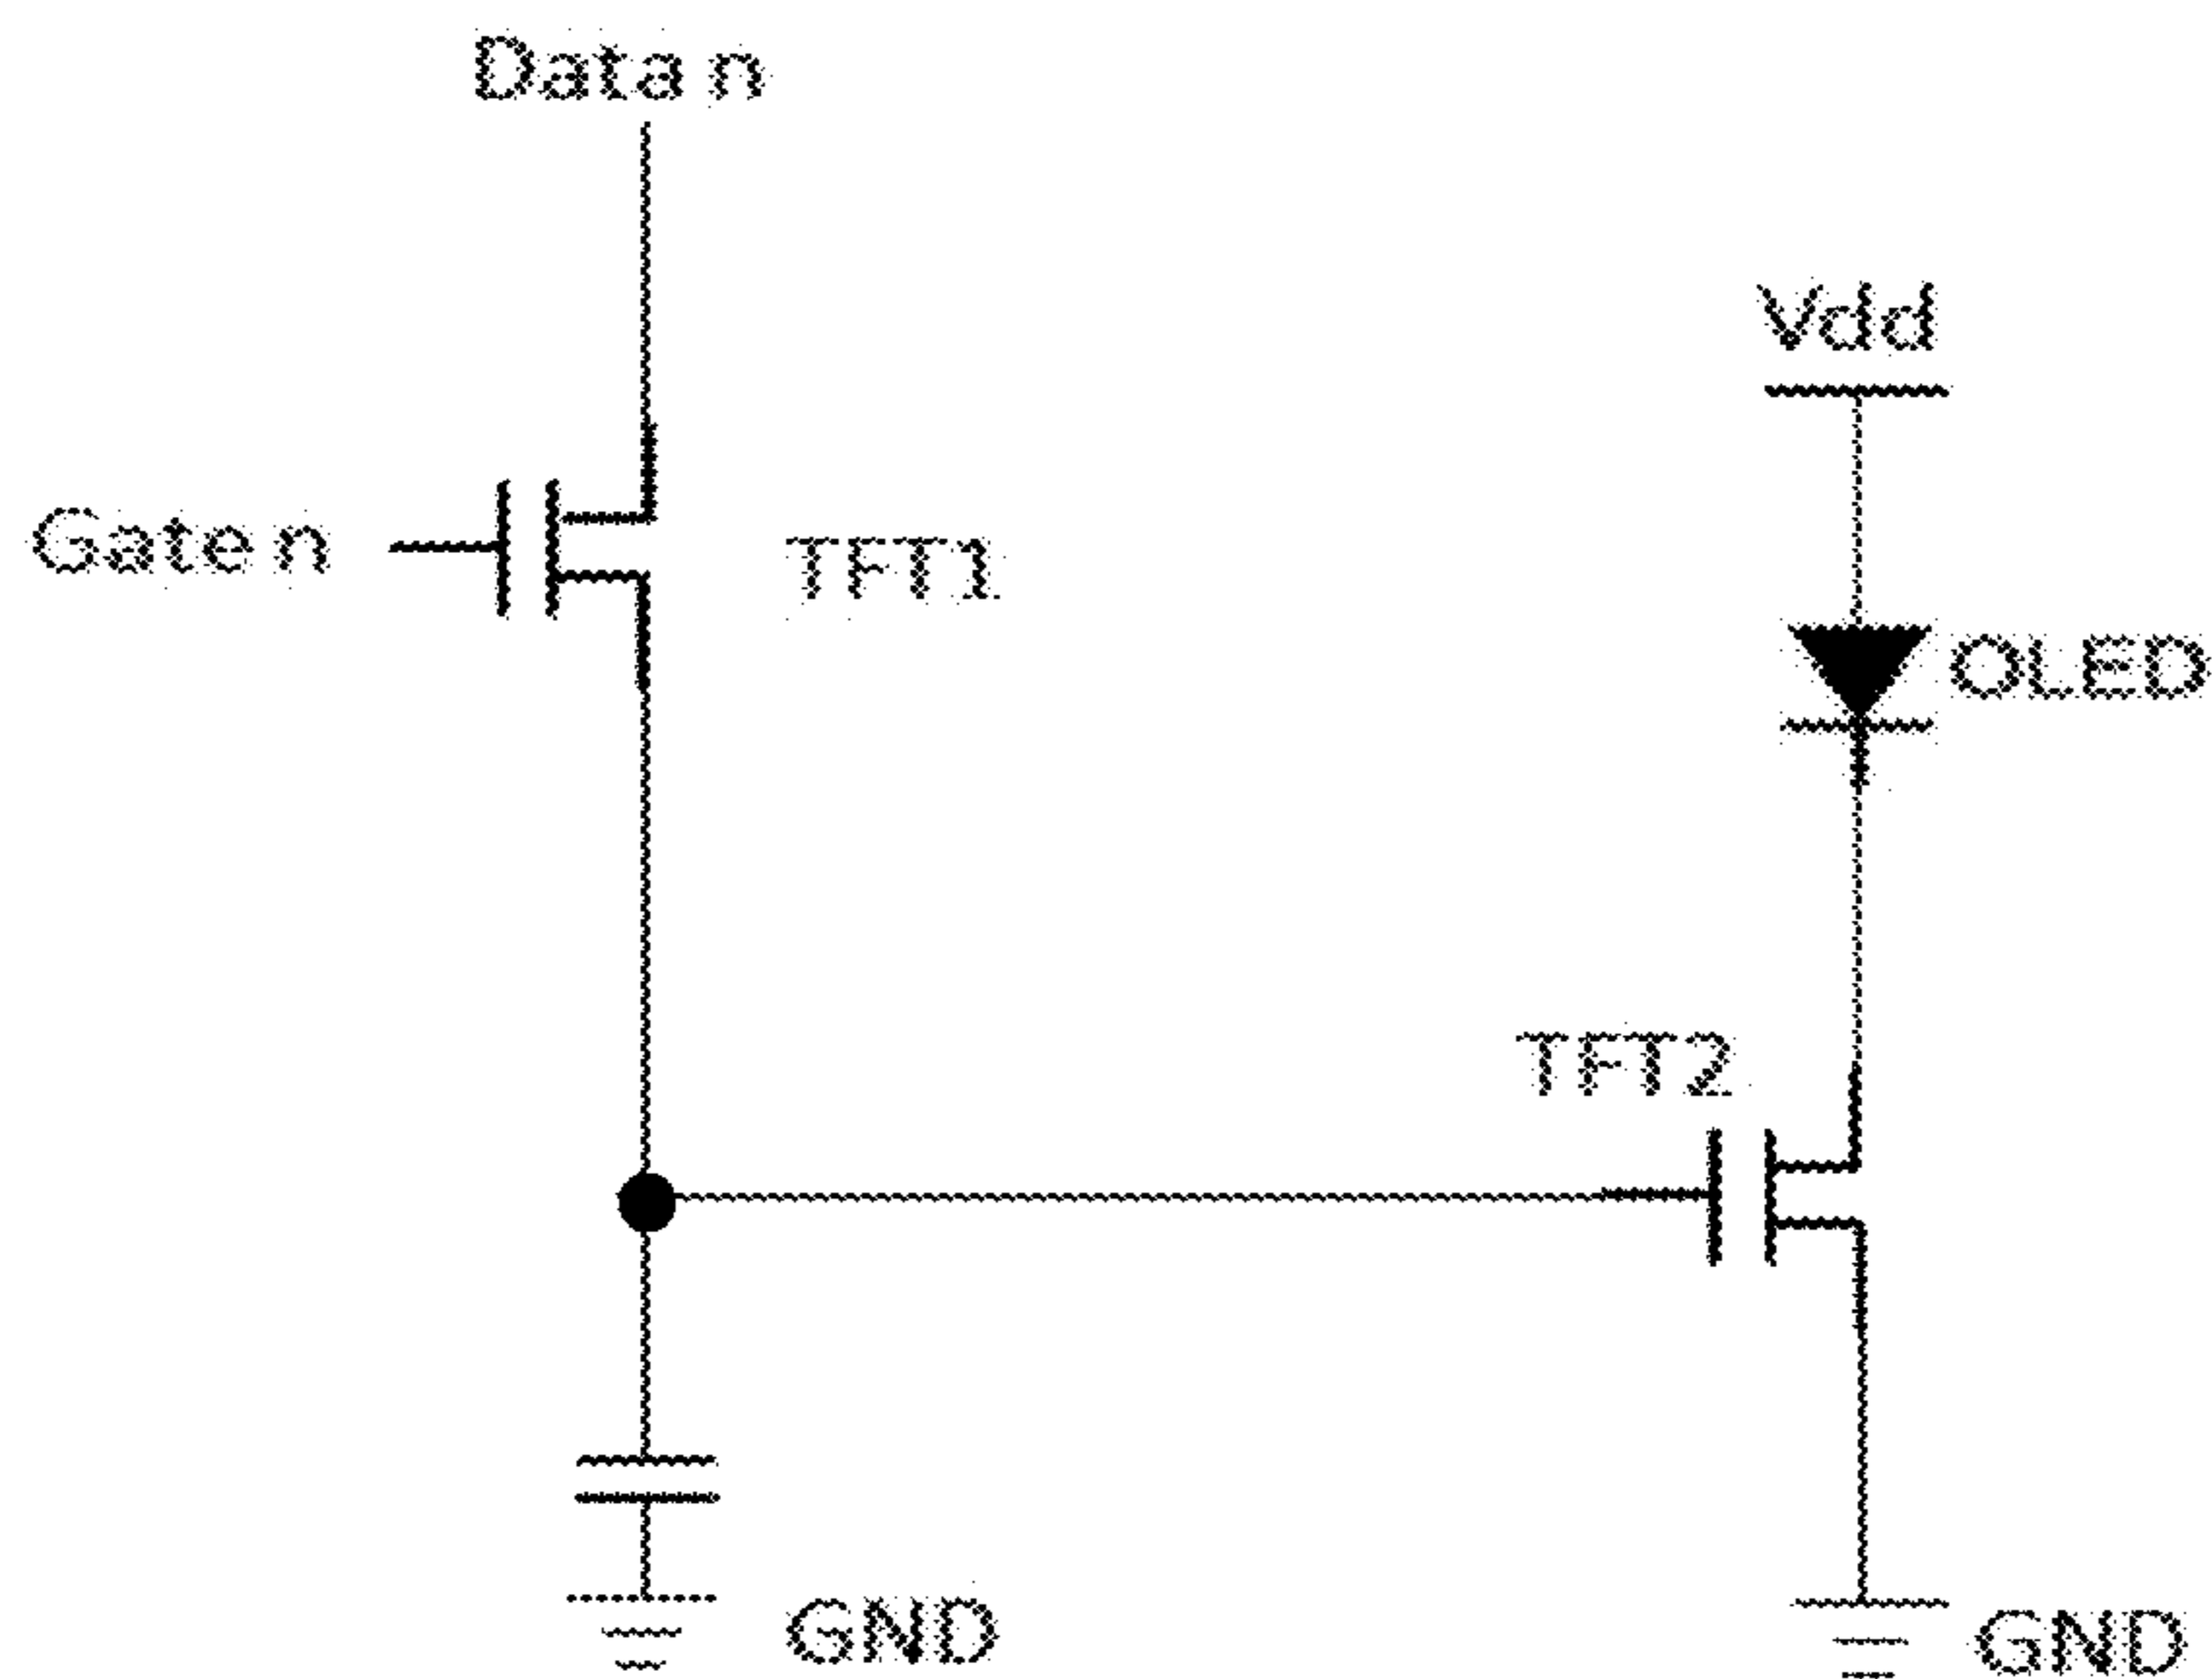 Data n
Vdd
Gate n
TFT1
OLED
TFT2
GND
GND